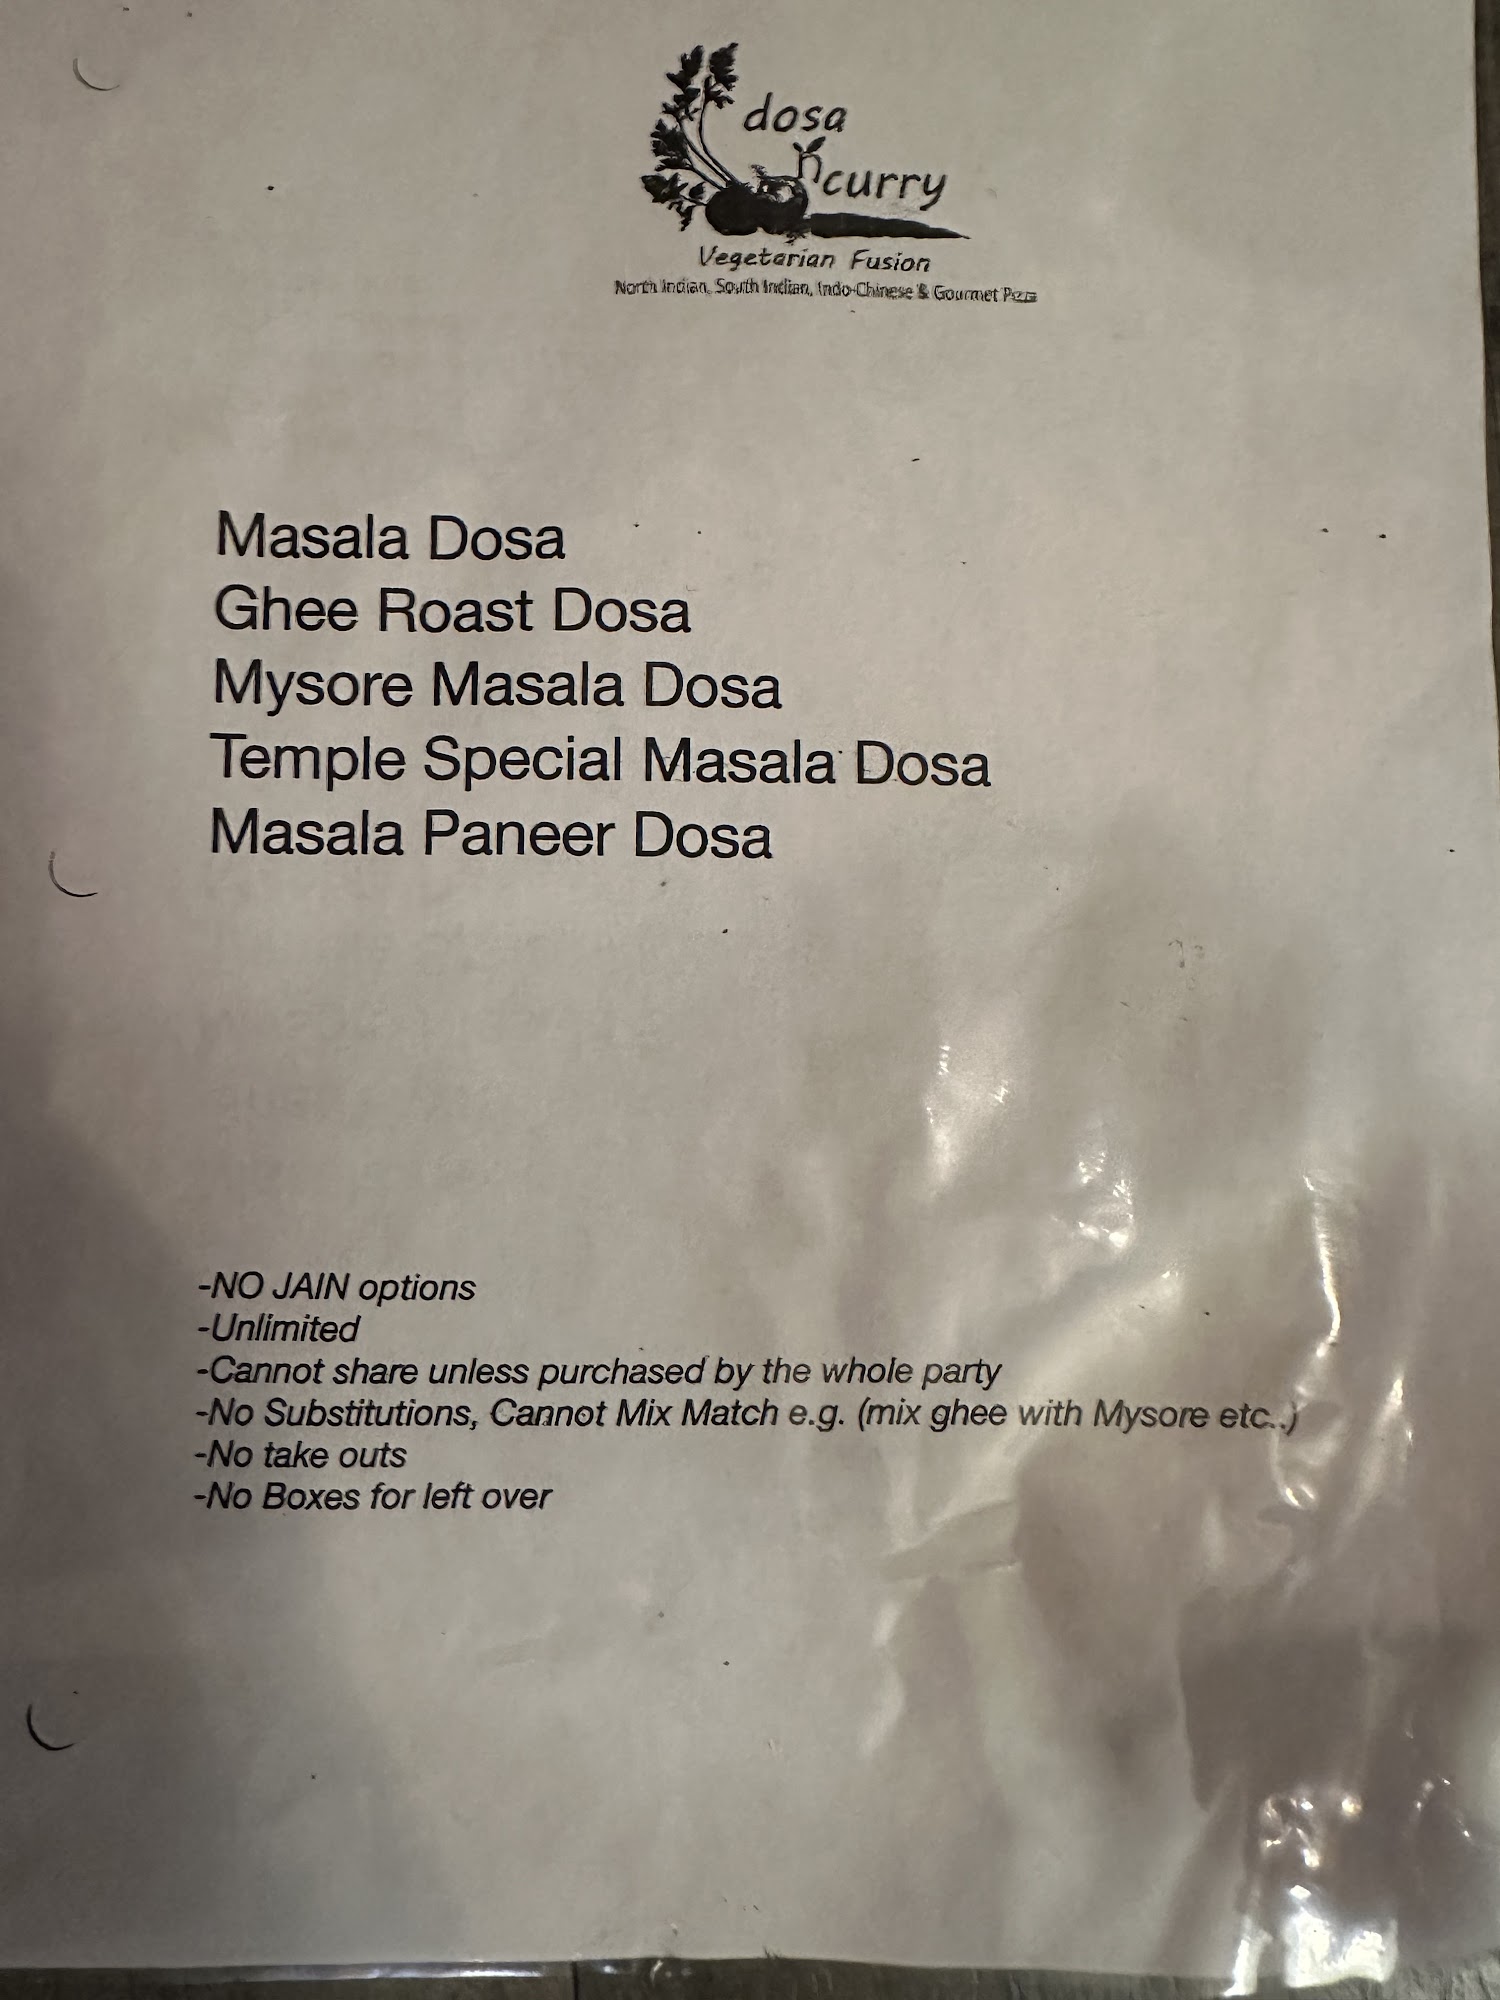 dosa
n curry
Vegetarian Fusion
North Indian, South Indian, Indo-Chinese & Gourmet
Masala Dosa
Ghee Roast Dosa
Mysore Masala Dosa
Temple Special Masala Dosa
Masala Paneer Dosa
-NO JAIN options
-Unlimited
-Cannot share unless purchased by the whole party
-No Substitutions, Cannot Mix Match e.g. (mix ghee with Mysore etc..)
-No take outs
-No Boxes for left over